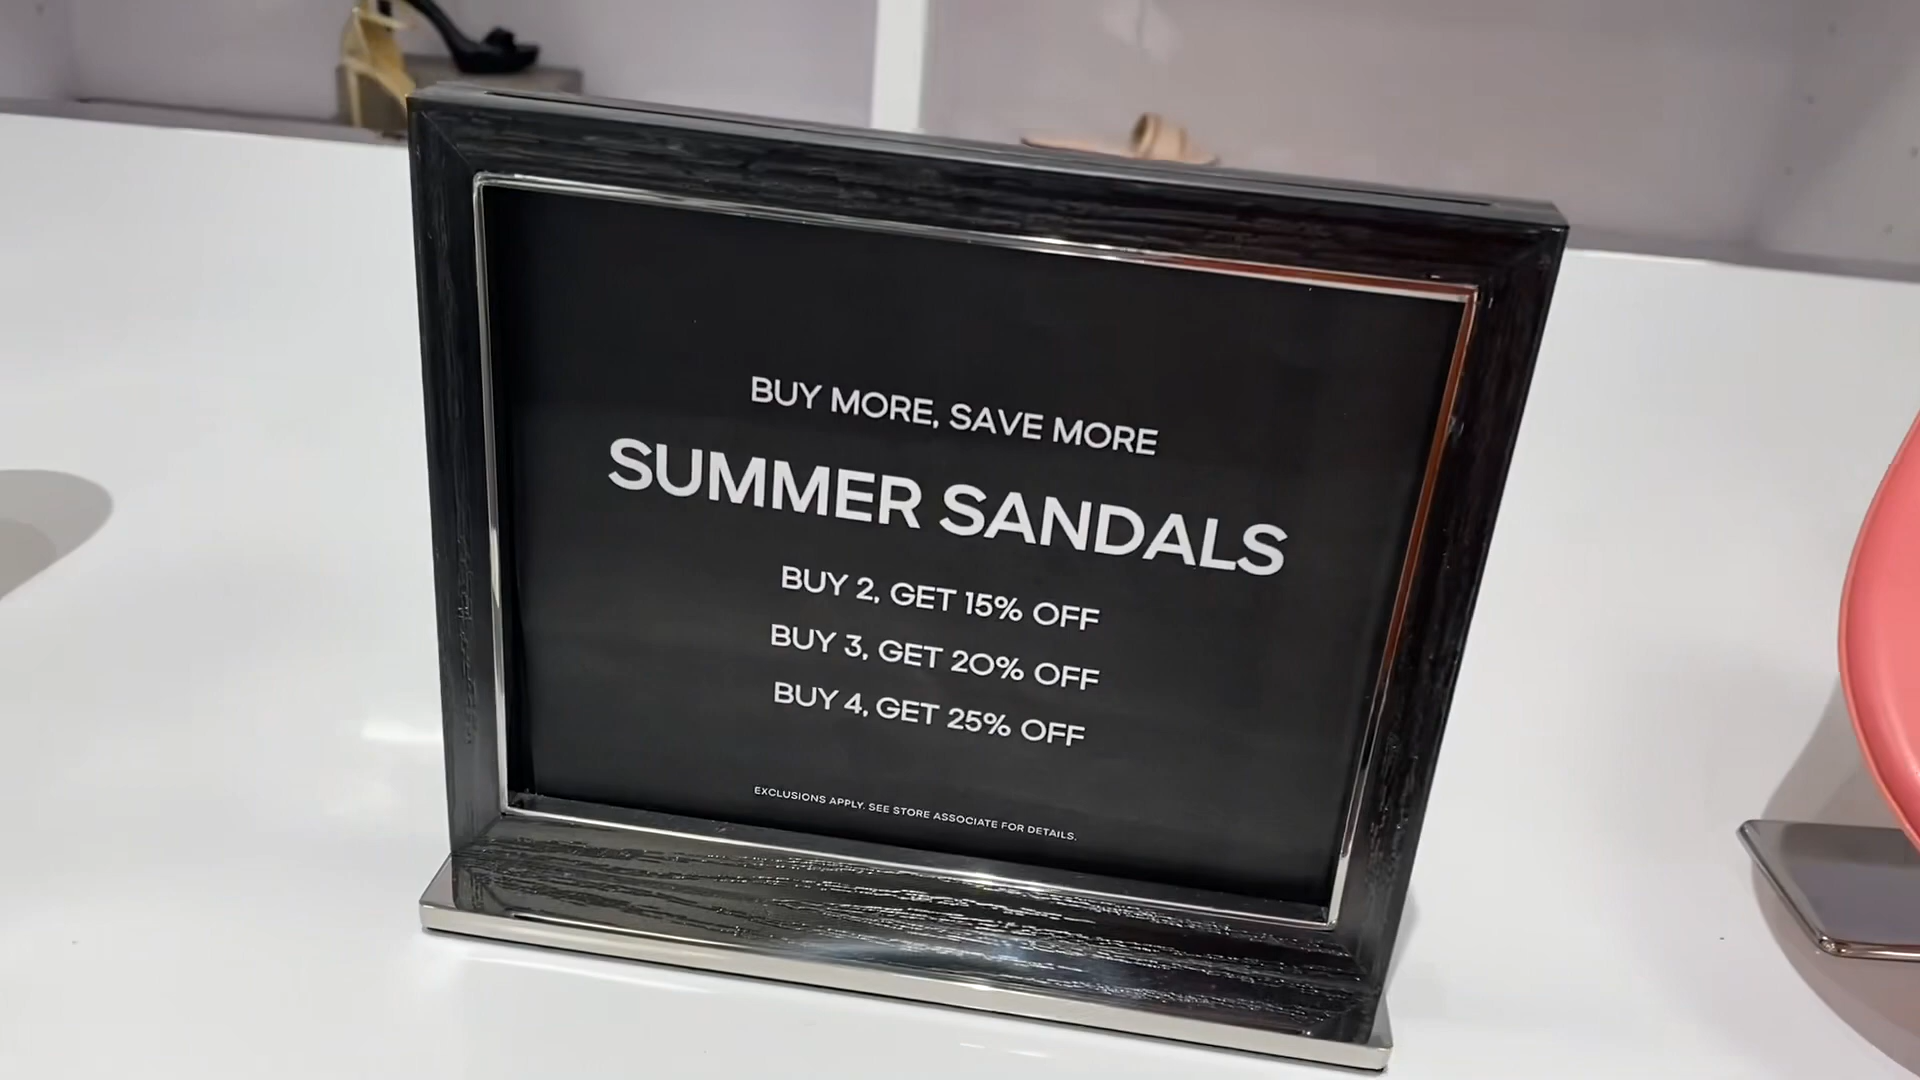 BUY MORE, SAVE MORE
SUMMER SANDALS
BUY 2, GET 15% OFF
BUY 3, GET 20% OFF
BUY 4, GET 25% OFF
EXCLUSIONS APPLY. SEE STORE ASSOCIATE FOR DETAILS.